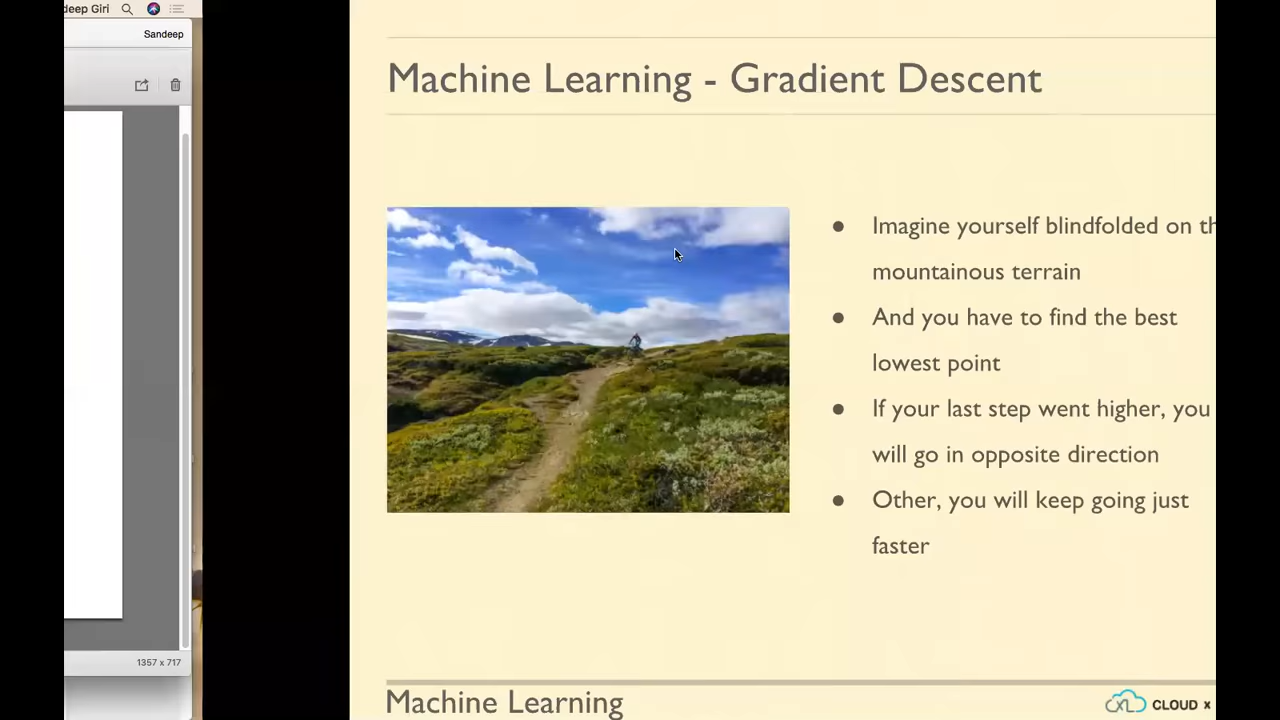 deep Giri
Sandeep
1357 x 717
Machine Learning - Gradient Descent
● Imagine yourself blindfolded on th
mountainous terrain
● And you have to find the best
lowest point
● If your last step went higher, you
will go in opposite direction
● Other, you will keep going just
faster
Machine Learning
CLOUD x